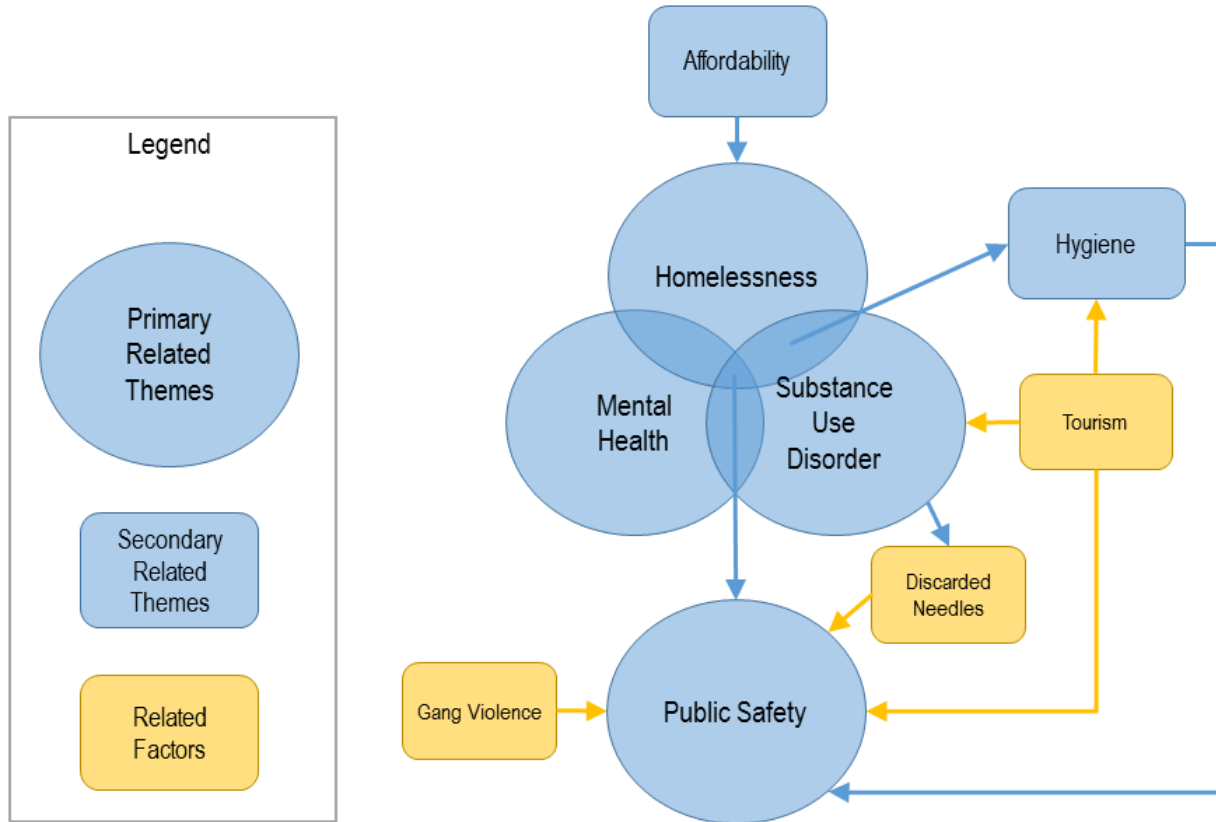 Legend
Primary
Related
Themes
Secondary
Related
Themes
Related
Factors
Affordability
Homelessness
Hygiene
Mental
Health
Substance
Use
Disorder
Tourism
Discarded
Needles
Gang Violence
Public Safety